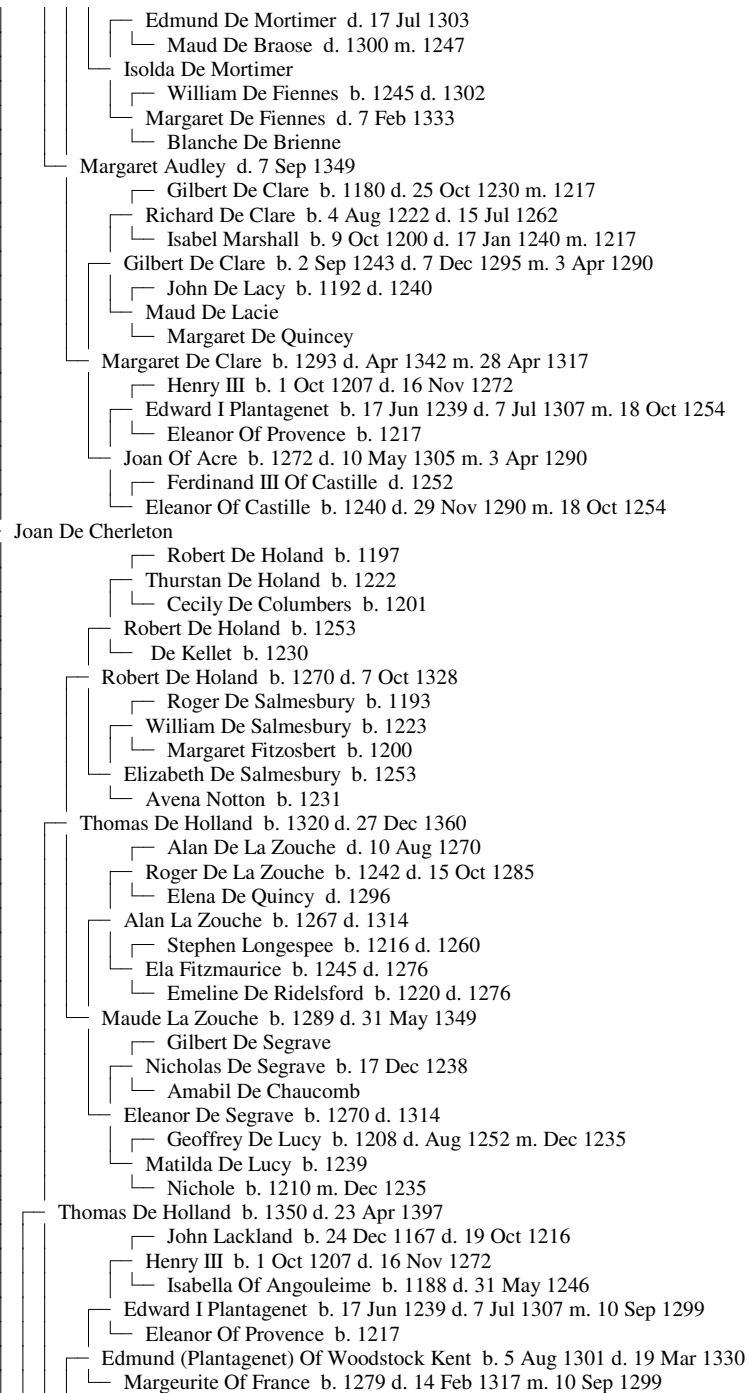 Edmund De Mortimer d. 17 Jul 1303
Maud De Braose d. 1300 m. 1247
Isolda De Mortimer
William De Fiennes b. 1245 d. 1302
Margaret De Fiennes d. 7 Feb 1333
Blanche De Brienne
Margaret Audley d. 7 Sep 1349
Gilbert De Clare b. 1180 d. 25 Oct 1230 m. 1217
Richard De Clare b. 4 Aug 1222 d. 15 Jul 1262
Isabel Marshall b. 9 Oct 1200 d. 17 Jan 1240 m. 1217
Gilbert De Clare b. 2 Sep 1243 d. 7 Dec 1295 m. 3 Apr 1290
John De Lacy b. 1192 d. 1240
Maud De Lacie
Margaret De Quincey
Margaret De Clare b. 1293 d. Apr 1342 m. 28 Apr 1317
Henry III b. 1 Oct 1207 d. 16 Nov 1272
Edward I Plantagenet b. 17 Jun 1239 d. 7 Jul 1307 m. 18 Oct 1254
Eleanor Of Provence b. 1217
Joan Of Acre b. 1272 d. 10 May 1305 m. 3 Apr 1290
Ferdinand III Of Castille d. 1252
Eleanor Of Castille b. 1240 d. 29 Nov 1290 m. 18 Oct 1254
Joan De Cherleton
Robert De Holand b. 1197
Thurstan De Holand b. 1222
Cecily De Columbers b. 1201
Robert De Holand b. 1253
De Kellet b. 1230
Robert De Holand b. 1270 d. 7 Oct 1328
Roger De Salmesbury b. 1193
William De Salmesbury b. 1223
Margaret Fitzosbert b. 1200
Elizabeth De Salmesbury b. 1253
Avena Notton b. 1231
Thomas De Holland b. 1320 d. 27 Dec 1360
Alan De La Zouche d. 10 Aug 1270
Roger De La Zouche b. 1242 d. 15 Oct 1285
Elena De Quincy d. 1296
Alan La Zouche b. 1267 d. 1314
Stephen Longespee b. 1216 d. 1260
Ela Fitzmaurice b. 1245 d. 1276
Emeline De Ridelsford b. 1220 d. 1276
Maude La Zouche b. 1289 d. 31 May 1349
Gilbert De Segrave
Nicholas De Segrave b. 17 Dec 1238
Amabil De Chaucomb
Eleanor De Segrave b. 1270 d. 1314
Geoffrey De Lucy b. 1208 d. Aug 1252 m. Dec 1235
Matilda De Lucy b. 1239
Nichole b. 1210 m. Dec 1235
Thomas De Holland b. 1350 d. 23 Apr 1397
John Lackland b. 24 Dec 1167 d. 19 Oct 1216
Henry III b. 1 Oct 1207 d. 16 Nov 1272
Isabella Of Angouleime b. 1188 d. 31 May 1246
Edward I Plantagenet b. 17 Jun 1239 d. 7 Jul 1307 m. 10 Sep 1299
Eleanor Of Provence b. 1217
Edmund (Plantagenet) Of Woodstock Kent b. 5 Aug 1301 d. 19 Mar 1330
Margeurite Of France b. 1279 d. 14 Feb 1317 m. 10 Sep 1299